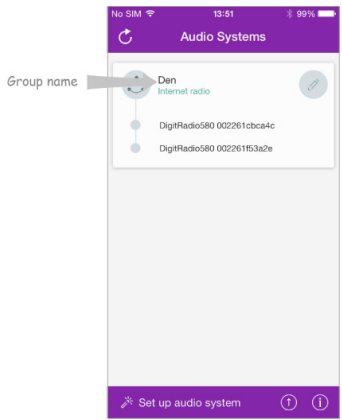 No SIM 13:51 99%
Audio Systems
Group name
Den
Internet radio
DigitRadio580 002261cbca4c
DigitRadio580 002261f53a2e
Set up audio system